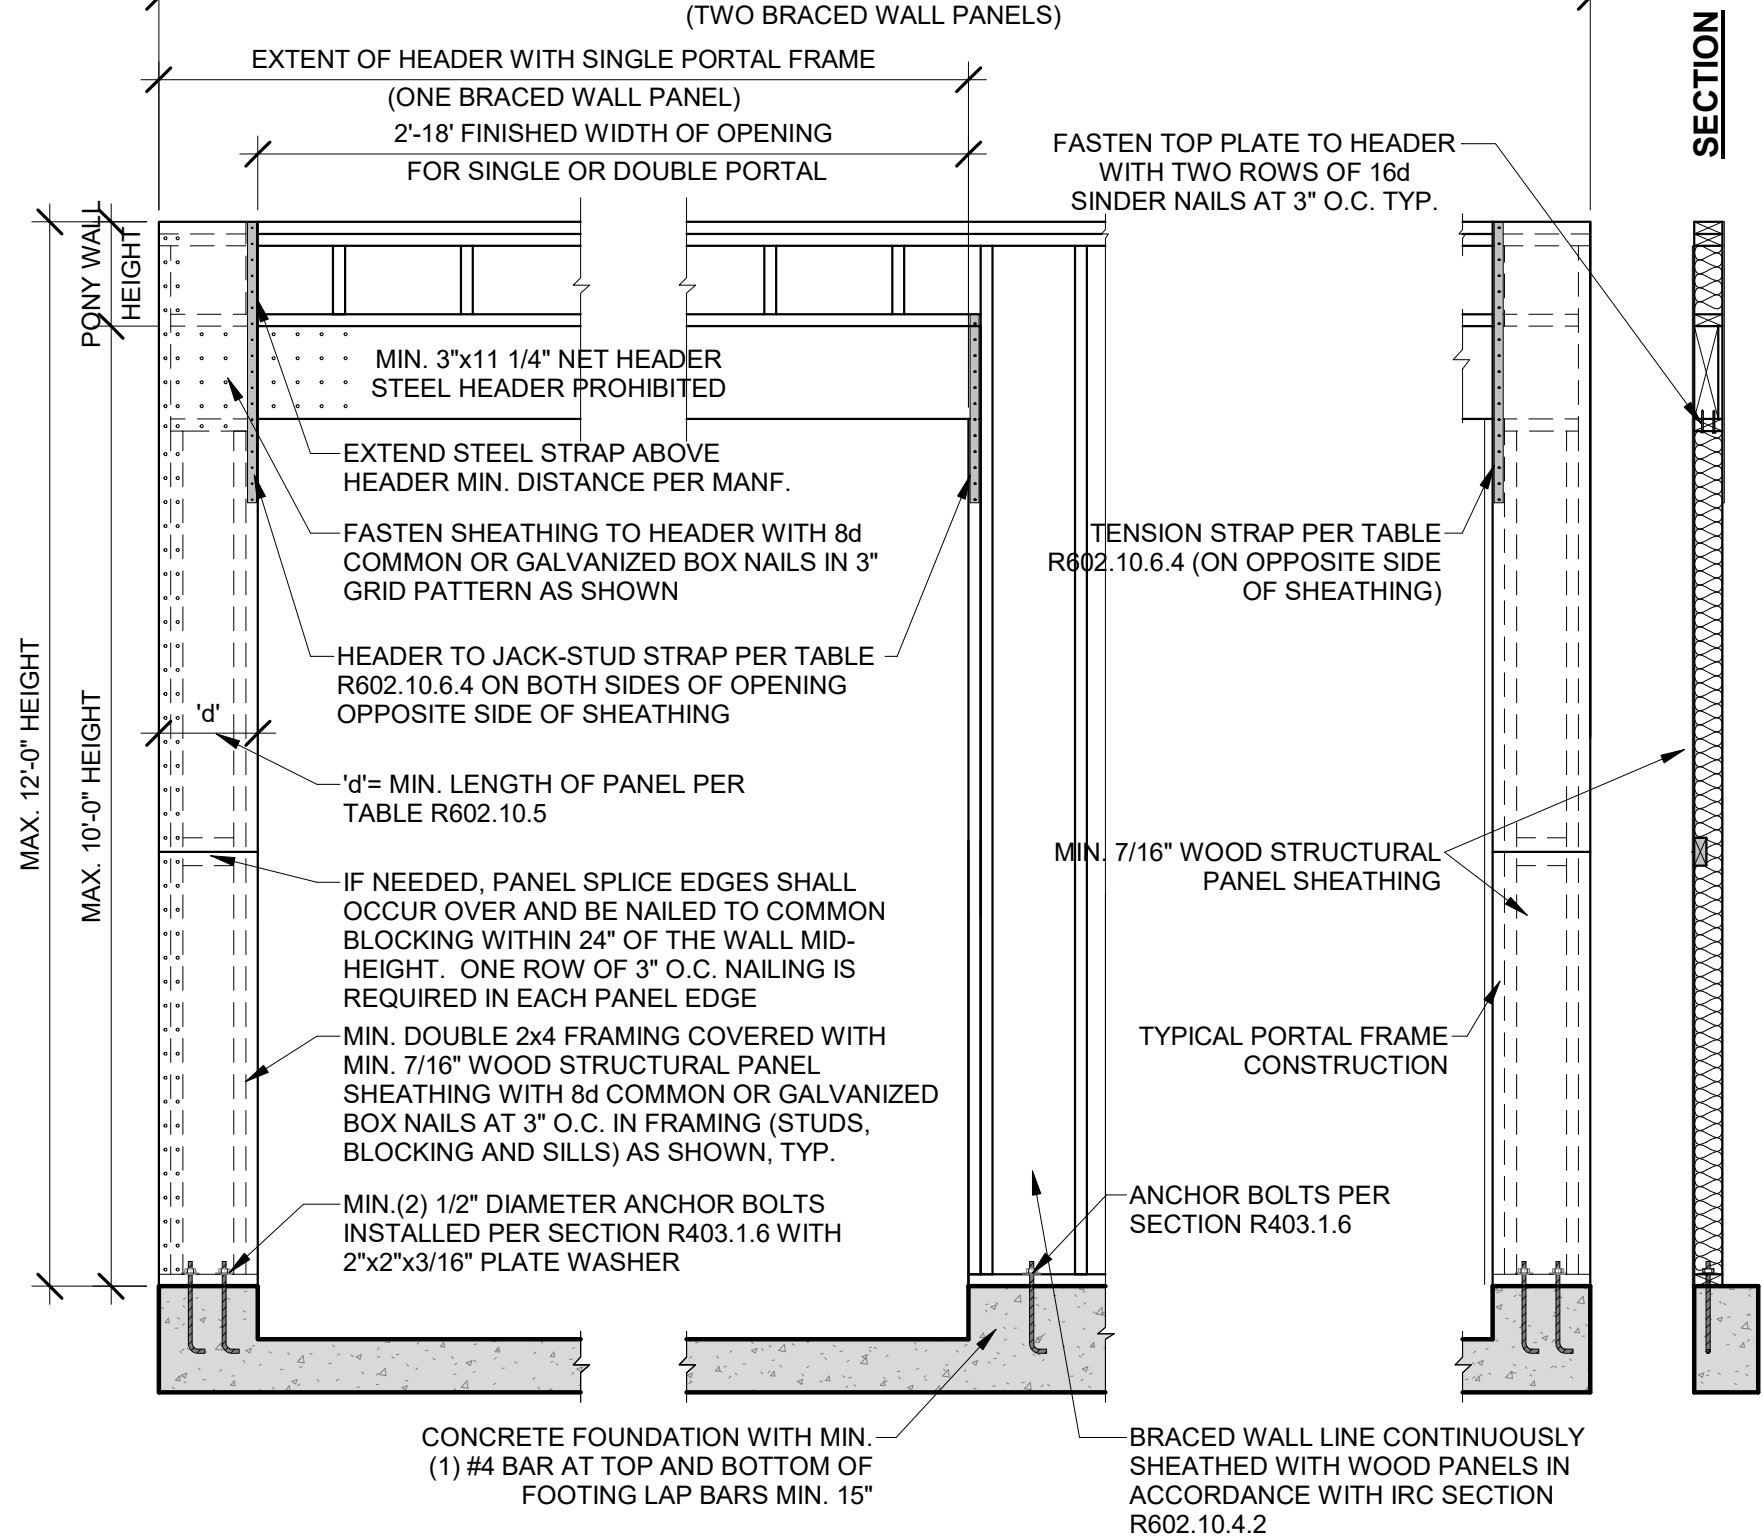 (TWO BRACED WALL PANELS)
EXTENT OF HEADER WITH SINGLE PORTAL FRAME
(ONE BRACED WALL PANEL)
2'-18' FINISHED WIDTH OF OPENING
FOR SINGLE OR DOUBLE PORTAL
SECTION
FASTEN TOP PLATE TO HEADER
WITH TWO ROWS OF 16d
SINDER NAILS AT 3" O.C. TYP.
PONY WALL
HEIGHT
MIN. 3"x11 1/4" NET HEADER
STEEL HEADER PROHIBITED
EXTEND STEEL STRAP ABOVE
HEADER MIN. DISTANCE PER MANF.
FASTEN SHEATHING TO HEADER WITH 8d
COMMON OR GALVANIZED BOX NAILS IN 3"
GRID PATTERN AS SHOWN
TENSION STRAP PER TABLE
R602.10.6.4 (ON OPPOSITE SIDE
OF SHEATHING)
HEADER TO JACK-STUD STRAP PER TABLE
R602.10.6.4 ON BOTH SIDES OF OPENING
OPPOSITE SIDE OF SHEATHING
MAX. 12'-0" HEIGHT
MAX. 10'-0" HEIGHT
'd'
'd'= MIN. LENGTH OF PANEL PER
TABLE R602.10.5
MIN. 7/16" WOOD STRUCTURAL
PANEL SHEATHING
IF NEEDED, PANEL SPLICE EDGES SHALL
OCCUR OVER AND BE NAILED TO COMMON
BLOCKING WITHIN 24" OF THE WALL MID-
HEIGHT.  ONE ROW OF 3" O.C. NAILING IS
REQUIRED IN EACH PANEL EDGE
MIN. DOUBLE 2x4 FRAMING COVERED WITH
MIN. 7/16" WOOD STRUCTURAL PANEL
SHEATHING WITH 8d COMMON OR GALVANIZED
BOX NAILS AT 3" O.C. IN FRAMING (STUDS,
BLOCKING AND SILLS) AS SHOWN, TYP.
TYPICAL PORTAL FRAME
CONSTRUCTION
MIN.(2) 1/2" DIAMETER ANCHOR BOLTS
INSTALLED PER SECTION R403.1.6 WITH
2"x2"x3/16" PLATE WASHER
ANCHOR BOLTS PER
SECTION R403.1.6
CONCRETE FOUNDATION WITH MIN.
(1) #4 BAR AT TOP AND BOTTOM OF
FOOTING LAP BARS MIN. 15"
BRACED WALL LINE CONTINUOUSLY
SHEATHED WITH WOOD PANELS IN
ACCORDANCE WITH IRC SECTION
R602.10.4.2